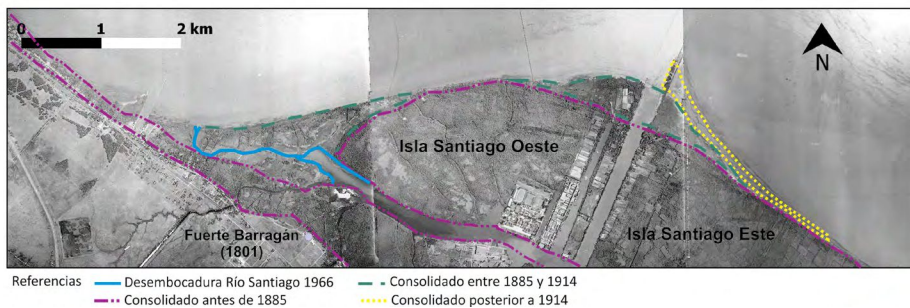 0 1 2 km
N
Isla Santiago Oeste
Fuerte Barragán
(1801)
Isla Santiago Este
Referencias
Desembocadura Río Santiago 1966
Consolidado entre 1885 y 1914
Consolidado antes de 1885
Consolidado posterior a 1914